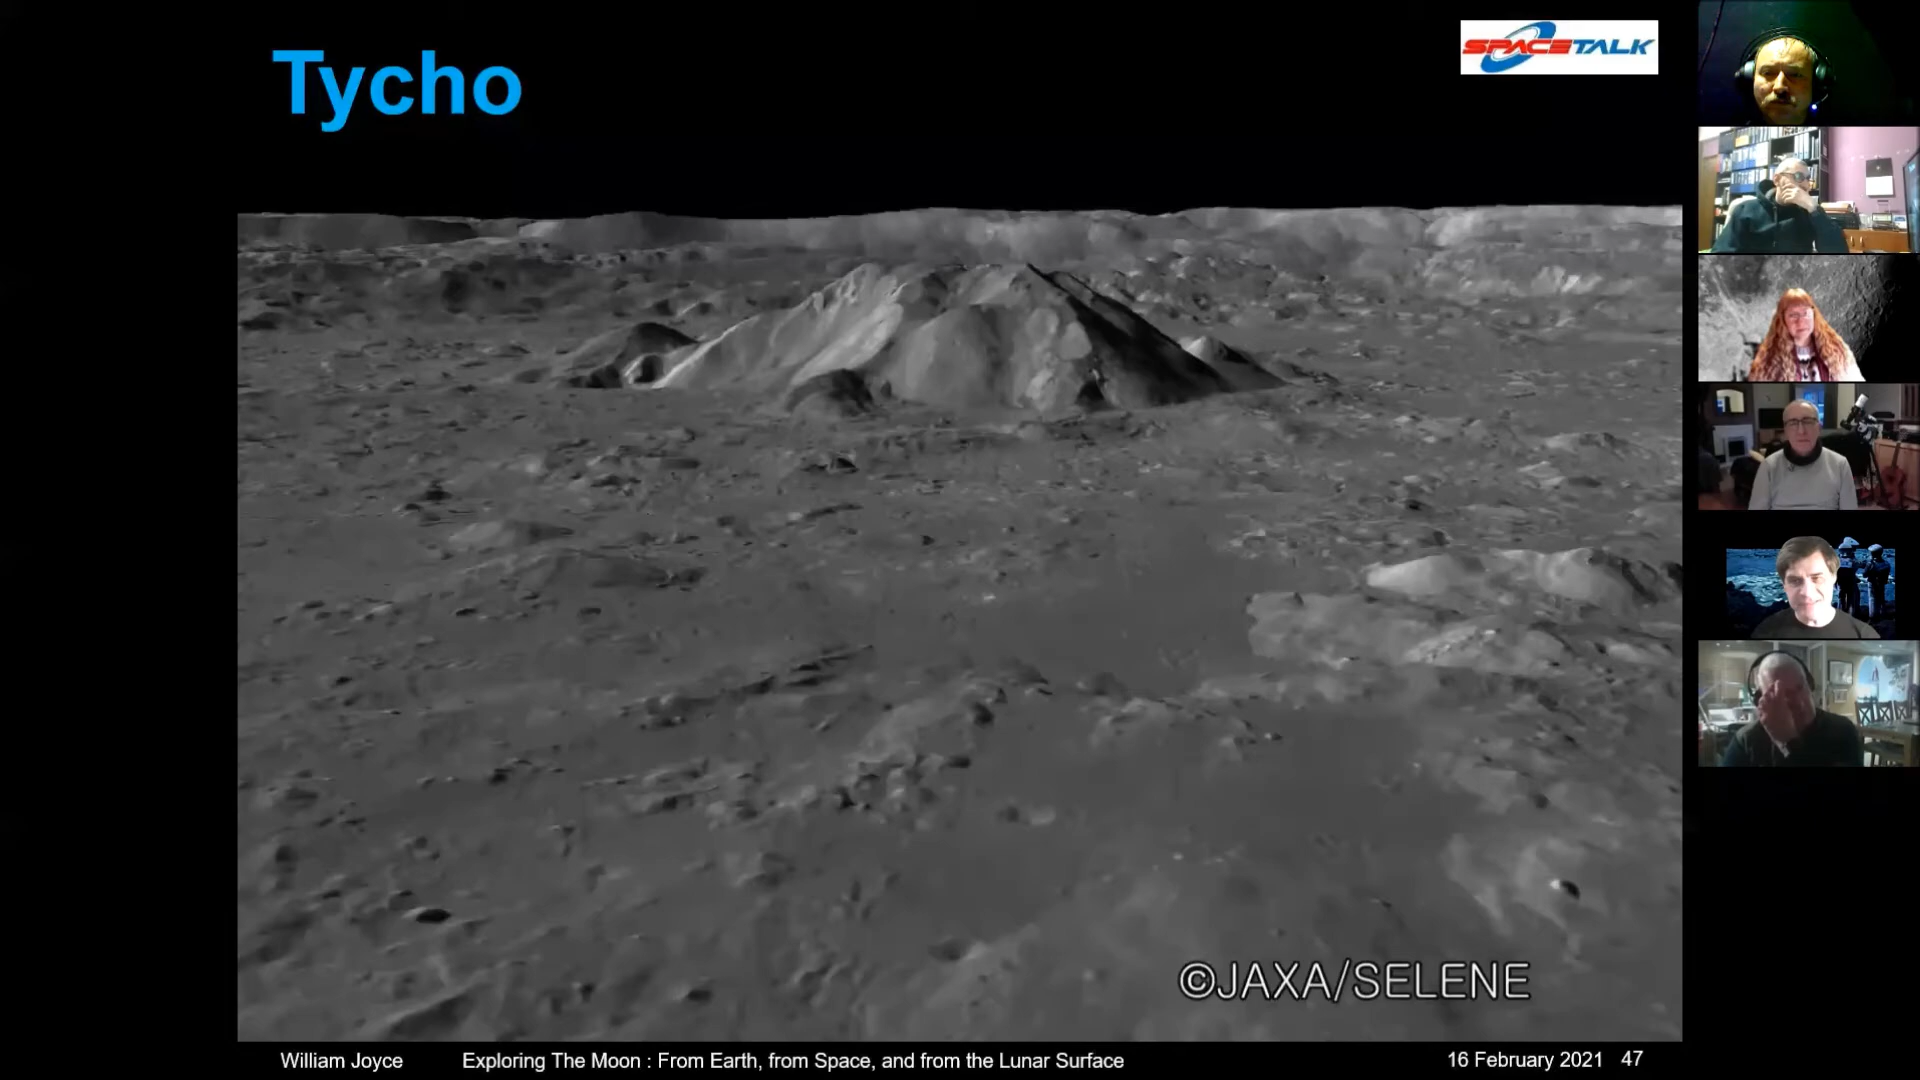 Tycho
SPACETALK
©JAXA/SELENE
William Joyce
Exploring The Moon : From Earth, from Space, and from the Lunar Surface
16 February 2021
47